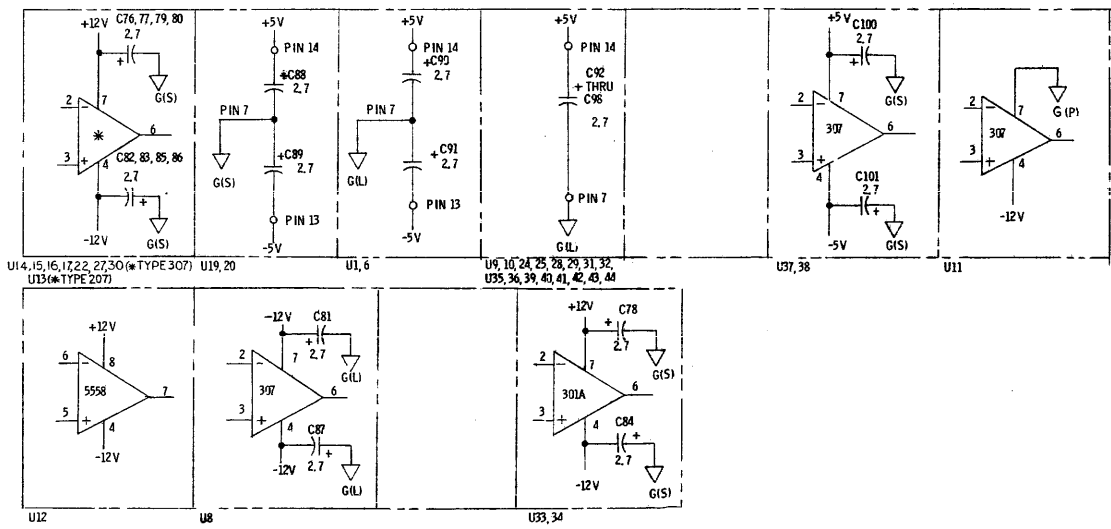 C76, 77, 79, 80
+12V
2.7
+
G(S)
7
2
−
*
6
3
+
4
C82, 83, 85, 86
2.7
+
-12V
G(S)
U14, 15, 16, 17, 22, 27, 30 (*TYPE 307)
U13 (*TYPE 207)
+5V
PIN 14
+C88
2.7
PIN 7
G(S)
+C89
2.7
PIN 13
-5V
U19, 20
+5V
PIN 14
+C90
2.7
PIN 7
G(L)
+C91
2.7
PIN 13
-5V
U1, 6
+5V
PIN 14
C92
+ THRU
C98
2.7
PIN 7
G(L)
U9, 10, 24, 25, 28, 29, 31, 32,
U35, 36, 39, 40, 41, 42, 43, 44
+5V
C100
2.7
+
G(S)
7
2
−
307
6
3
+
4
C101
2.7
+
-5V
G(S)
U37, 38
7
G(P)
2
−
307
6
3
+
4
-12V
U11
+12V
8
6
−
5558
7
5
+
4
-12V
U12
-12V
C81
+
2.7
G(L)
7
2
−
307
6
3
+
4
C87
+
2.7
-12V
G(L)
U8
+12V
C78
+
2.7
G(S)
7
2
−
301A
6
3
+
4
C84
+
2.7
-12V
G(S)
U33, 34